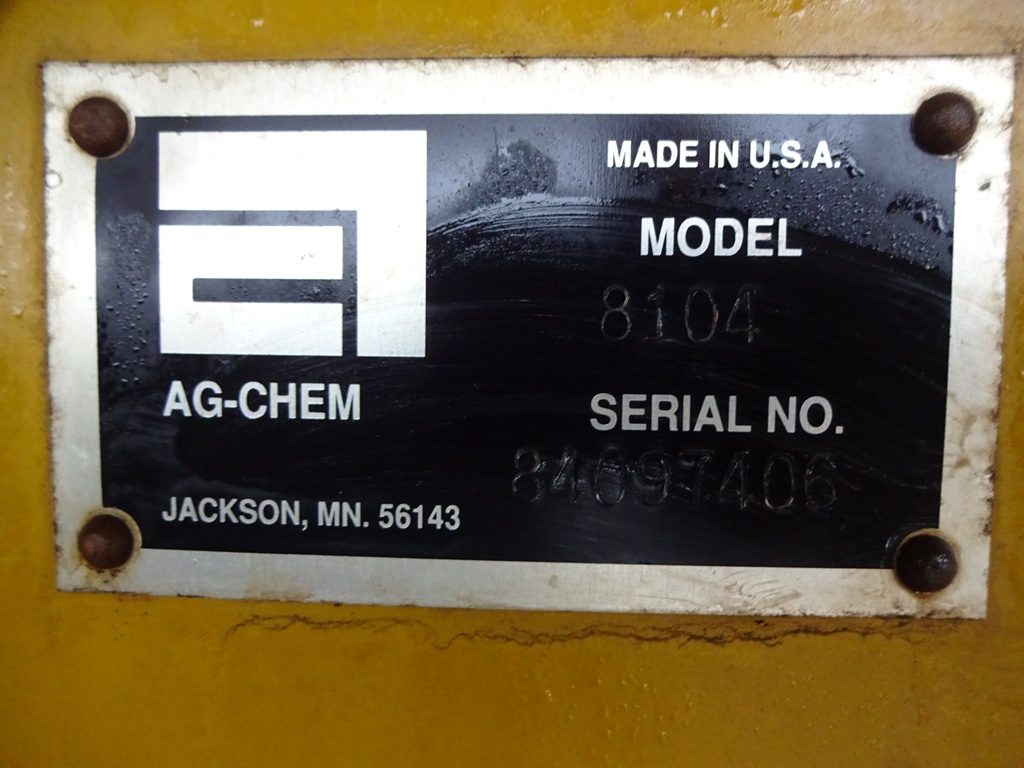 MADE IN U.S.A.
MODEL
8104
AG-CHEM
SERIAL NO.
84097406
JACKSON, MN. 56143